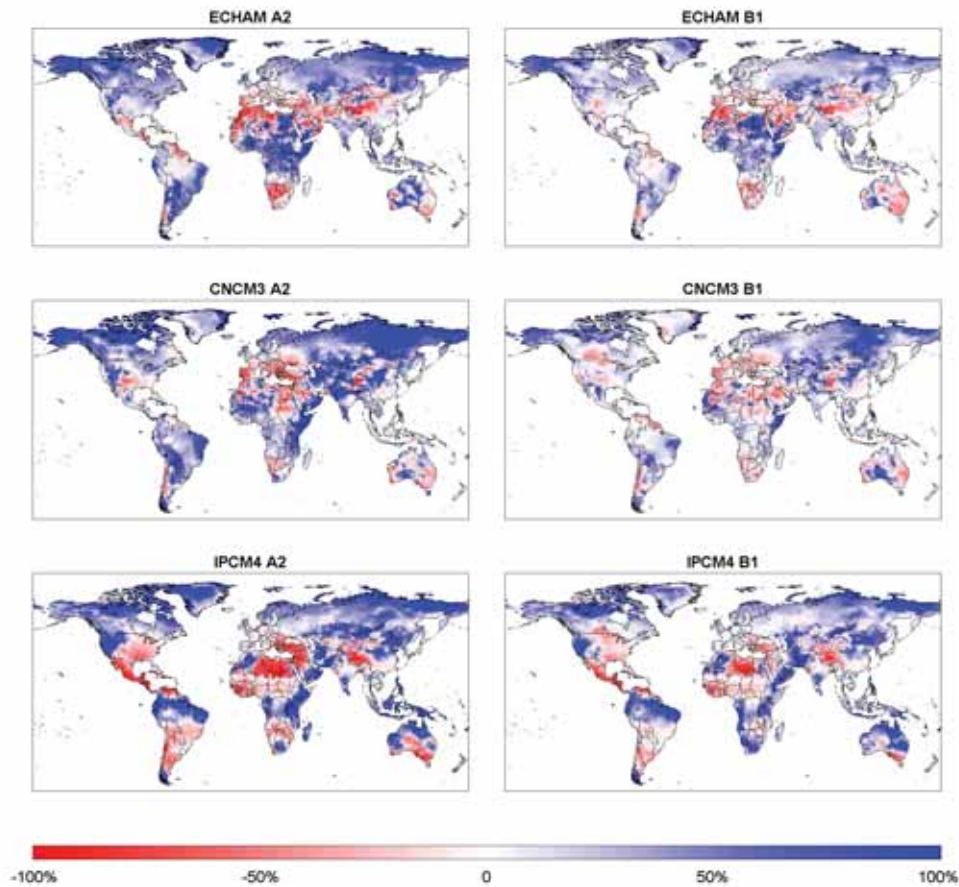 ECHAM A2
ECHAM B1
CNCM3 A2
CNCM3 B1
IPCM4 A2
IPCM4 B1
-100% -50% 0 50% 100%